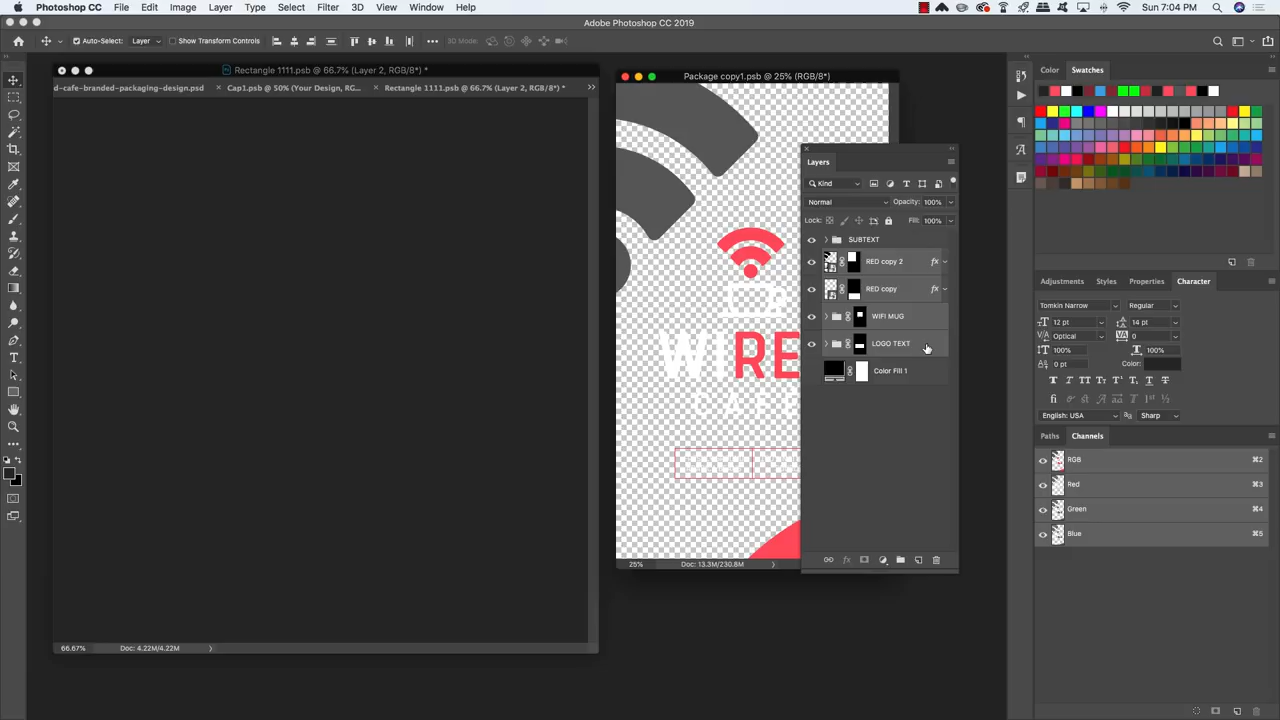 Photoshop CC File Edit Image Layer Type Select Filter 3D View Window Help
Sun 7:04 PM
Adobe Photoshop CC 2019
Auto-Select: Layer Show Transform Controls
3D Mode:
Rectangle 1111.psb @ 66.7% (Layer 2, RGB/8*) *
d-cafe-branded-packaging-design.psd
Cap1.psb @ 50% (Your Design, RG...
Rectangle 1111.psb @ 66.7% (Layer 2, RGB/8*) *
66.67%
Doc: 4.22M/4.22M
Package copy1.psb @ 25% (RGB/8*)
WIRE
CAFE
25%
Doc: 13.3M/230.8M
Layers
Kind
Normal
Opacity: 100%
Lock:
Fill: 100%
SUBTEXT
RED copy 2
fx
RED copy
fx
WIFI MUG
LOGO TEXT
Color Fill 1
fx
Color Swatches
Adjustments Styles Properties Character
Tomkin Narrow Regular
12 pt 14 pt
Optical 0
100% 100%
0 pt Color:
English: USA Sharp
Paths Channels
RGB ⌘2
Red ⌘3
Green ⌘4
Blue ⌘5